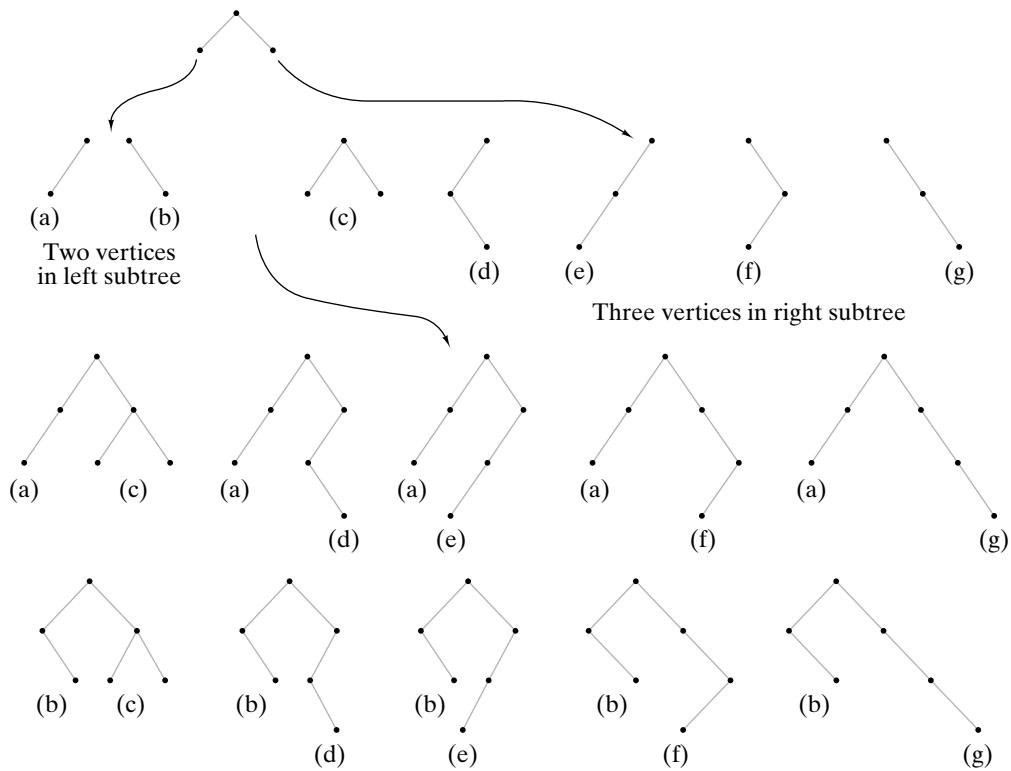 (a) (b) (c)
Two vertices
in left subtree
(d) (e) (f) (g)
Three vertices in right subtree
(a) (c) (a) (a) (a) (a)
(d) (e) (f) (g)
(b) (c) (b) (b) (b) (b)
(d) (e) (f) (g)